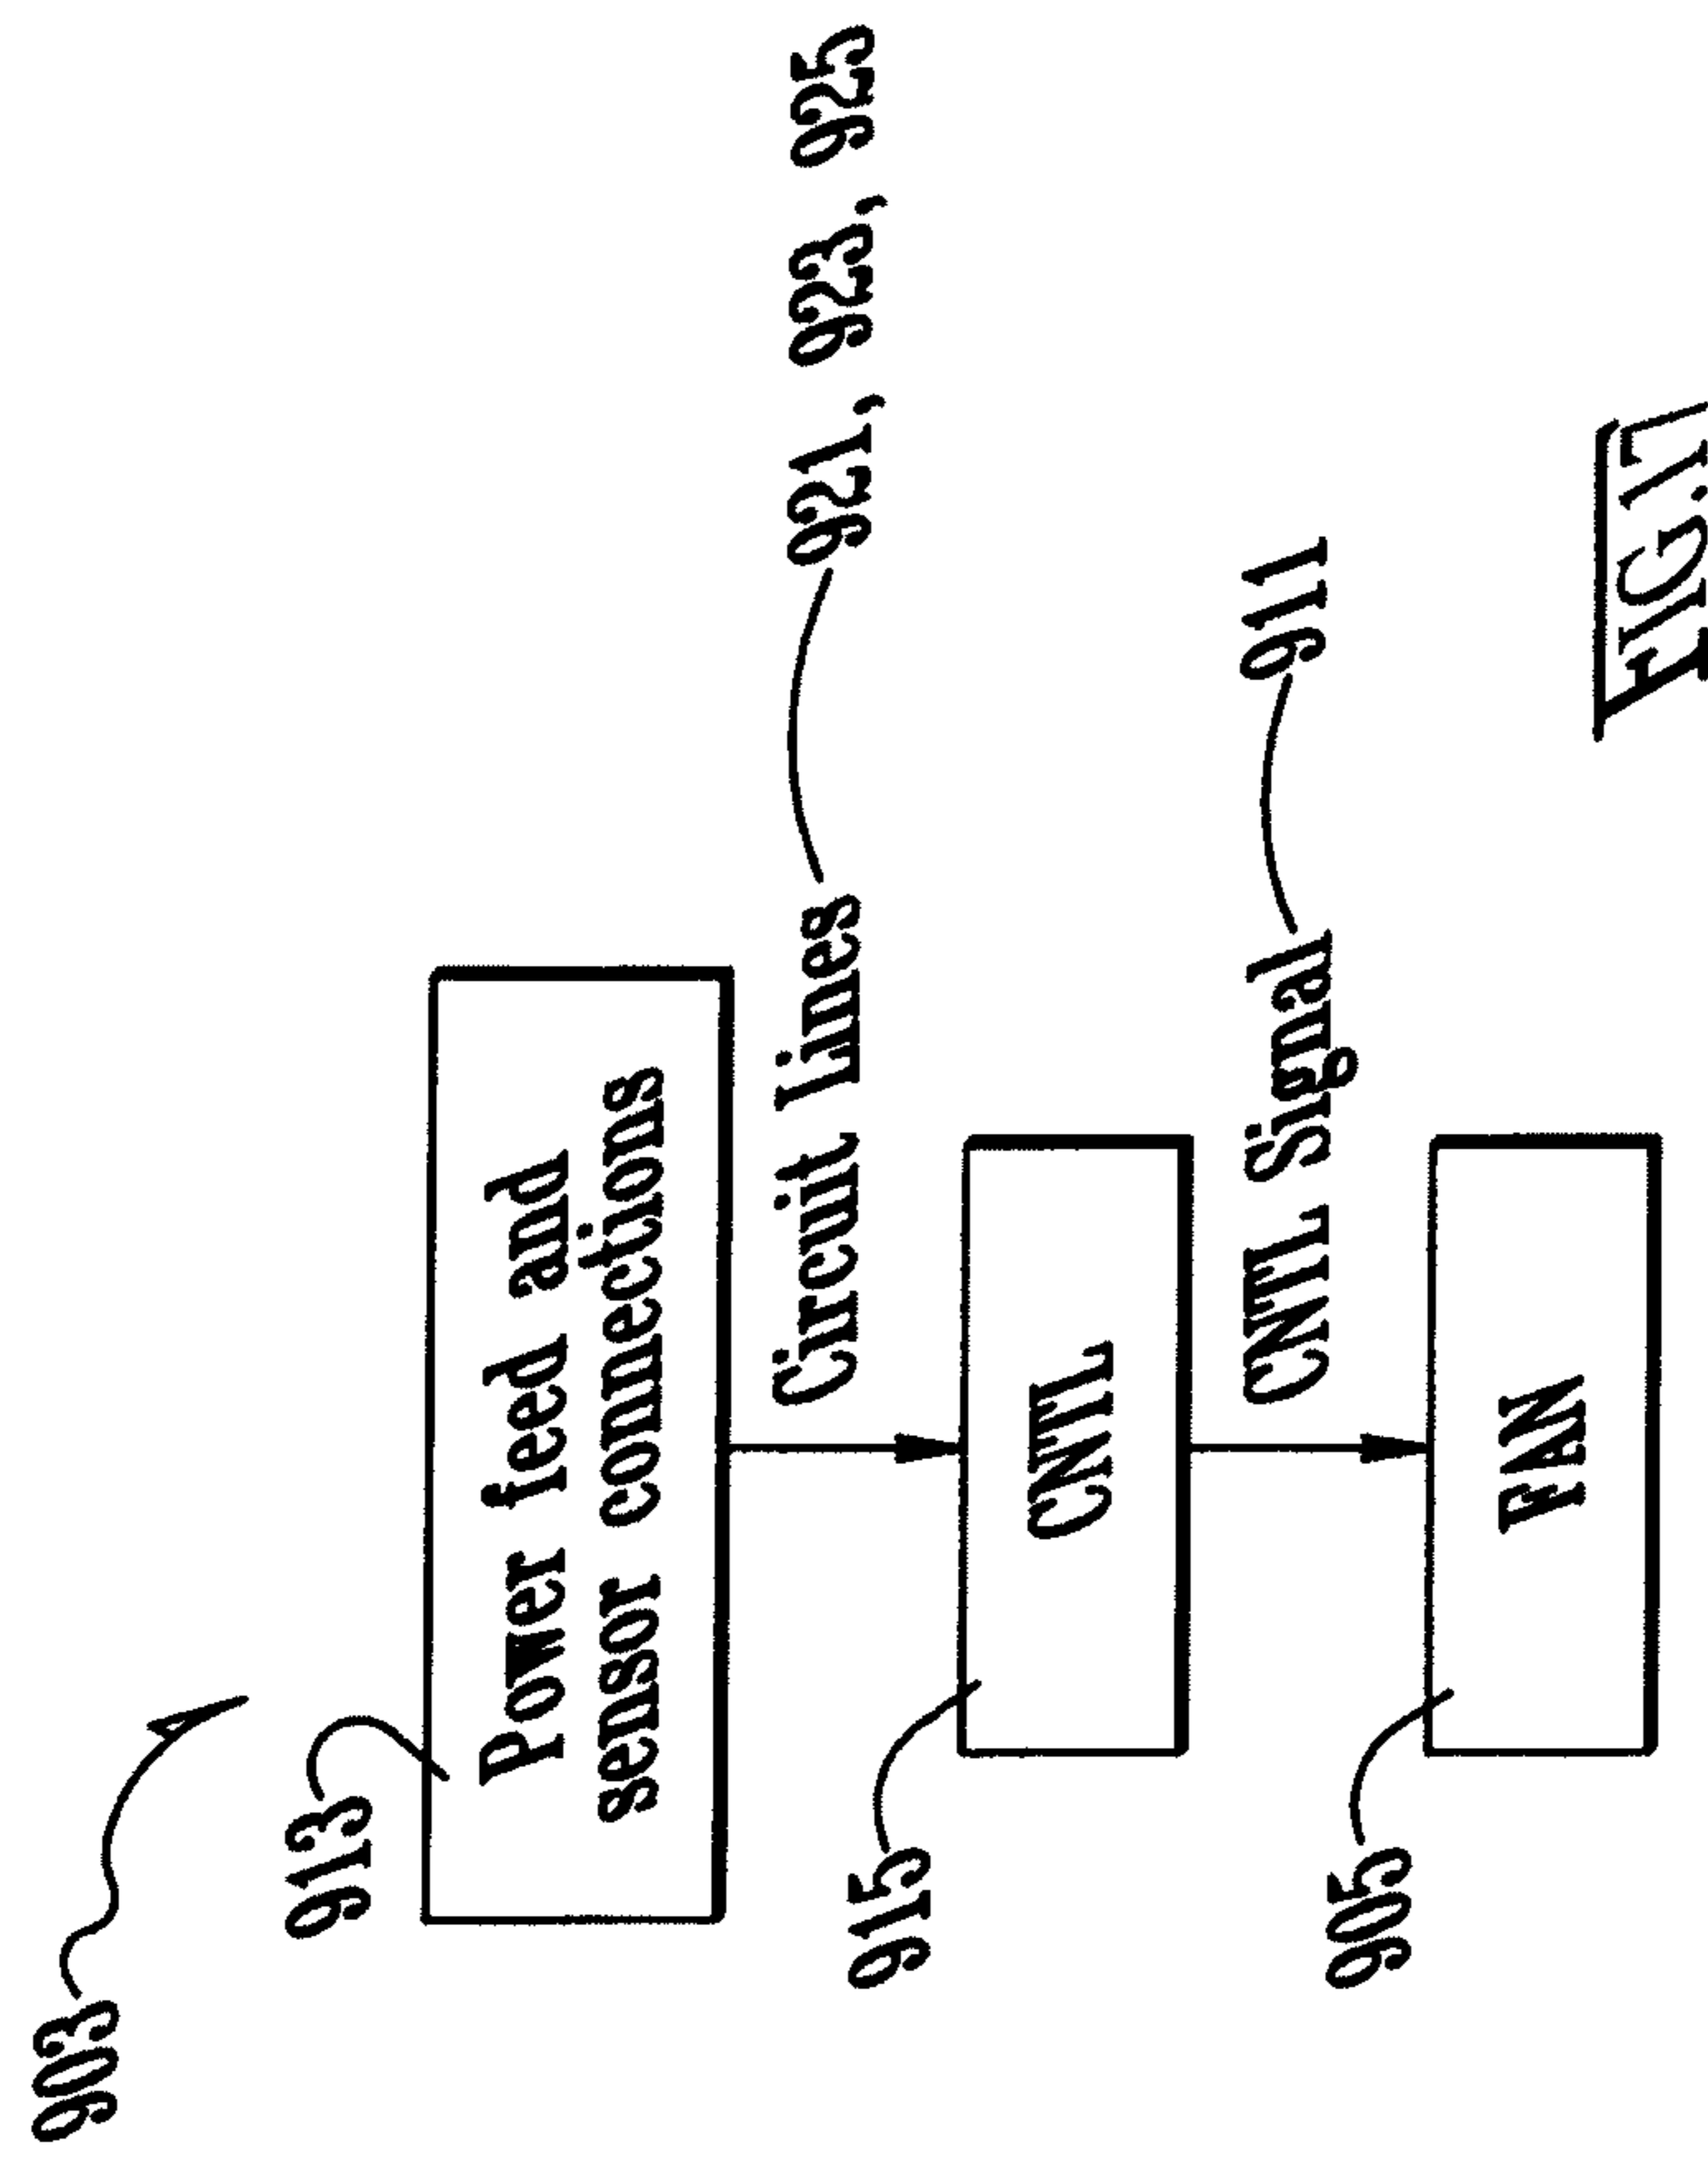 903
913
Power feed and
sensor connections
Circuit lines
921, 923, 925
915
CNTL
CNTL Signal
911
905
FAN
FIG.17